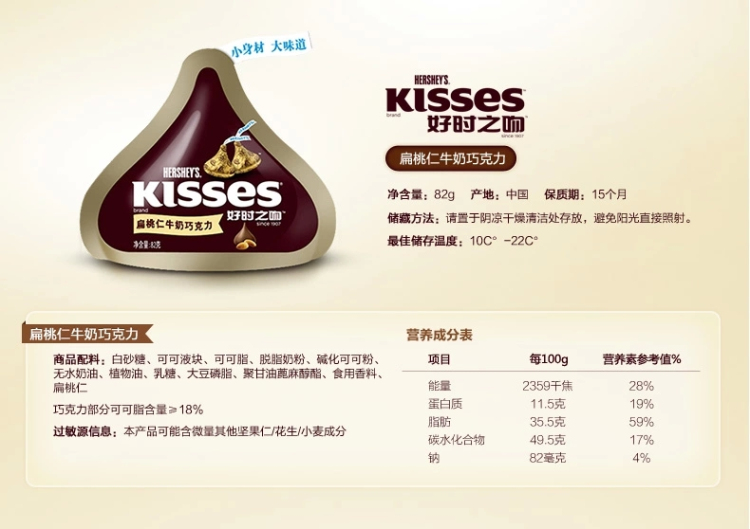 小身材 大味道
HERSHEY'S
KISSES
brand
好时之吻
SINCE 1907
扁桃仁牛奶巧克力
净含量:82克
HERSHEY'S
KISSES
brand
好时之吻
since 1907
扁桃仁牛奶巧克力
净含量：82g 产地：中国 保质期：15个月
储藏方法：请置于阴凉干燥清洁处存放，避免阳光直接照射。
最佳储存温度：10C°-22C°
扁桃仁牛奶巧克力
商品配料：白砂糖、可可液块、可可脂、脱脂奶粉、碱化可可粉、
无水奶油、植物油、乳糖、大豆磷脂、聚甘油蓖麻醇酯、食用香料、
扁桃仁
巧克力部分可可脂含量≥18%
过敏源信息：本产品可能含微量其他坚果仁/花生/小麦成分
营养成分表
项目 每100g 营养素参考值%
能量 2359千焦 28%
蛋白质 11.5克 19%
脂肪 35.5克 59%
碳水化合物 49.5克 17%
钠 82毫克 4%